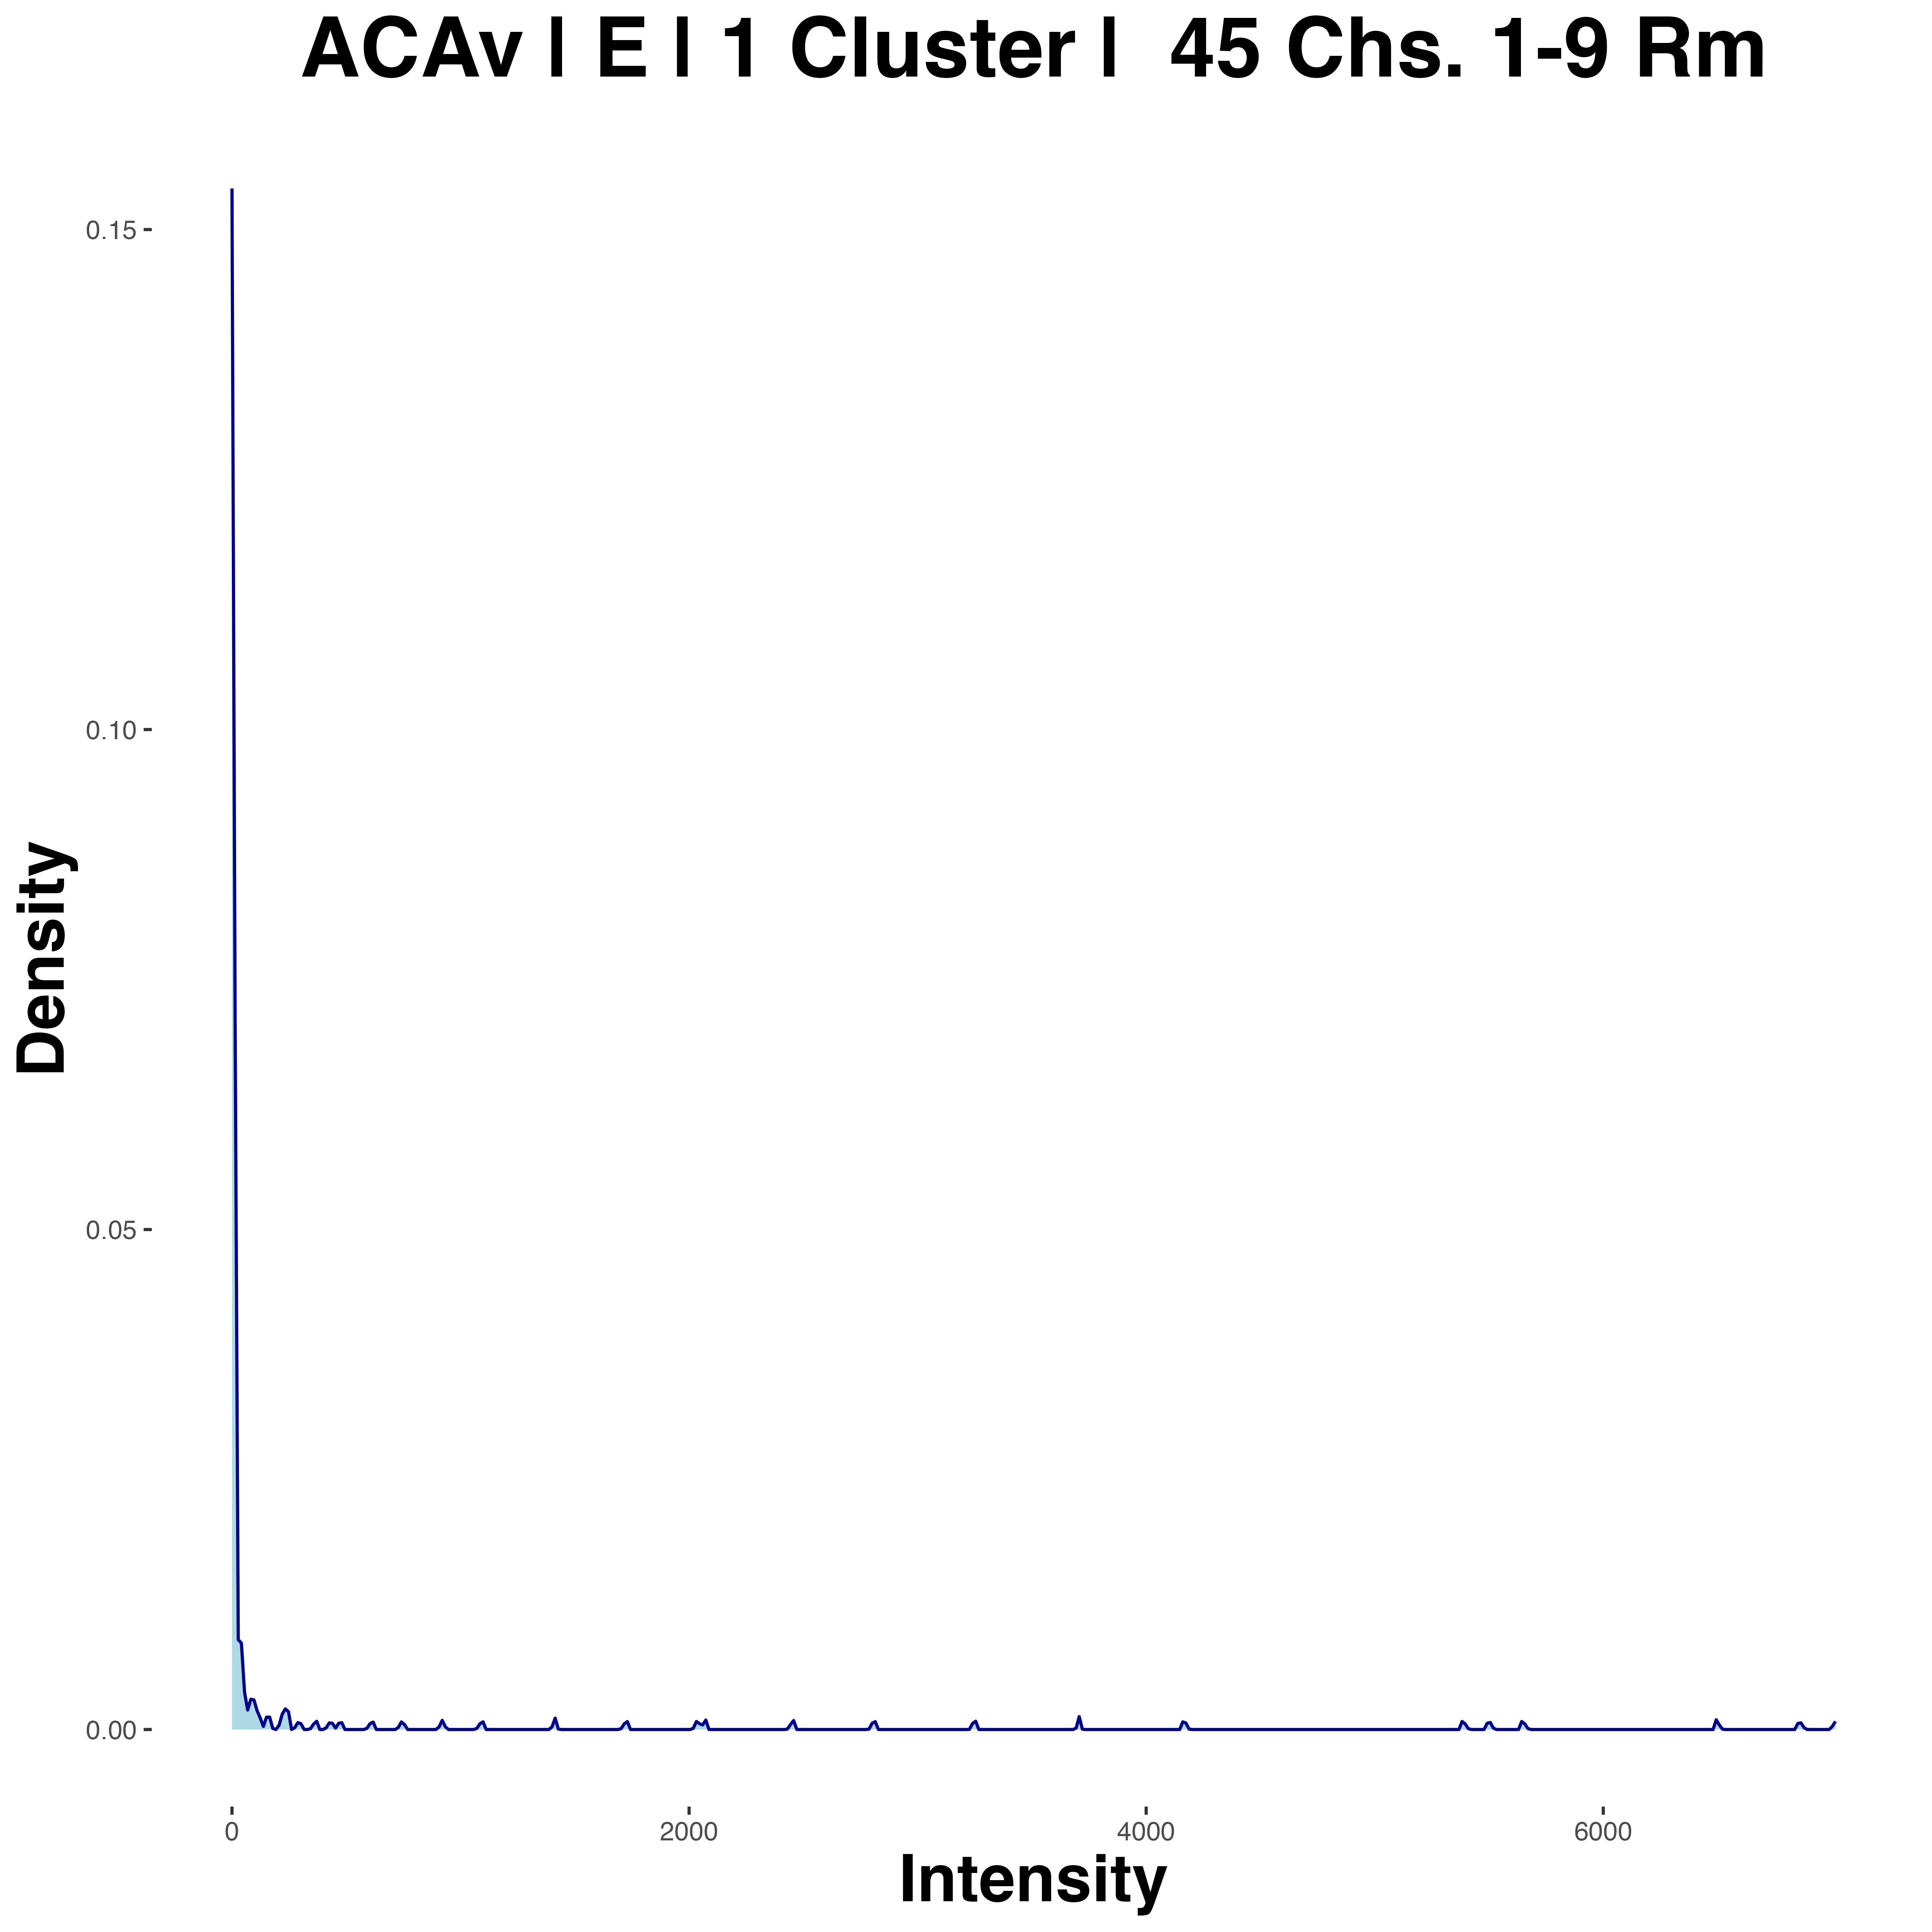 ACAv | E | 1 Cluster |  45 Chs. 1-9 Rm
0.15
0.10
0.05
0.00
Density
0
2000
4000
6000
Intensity